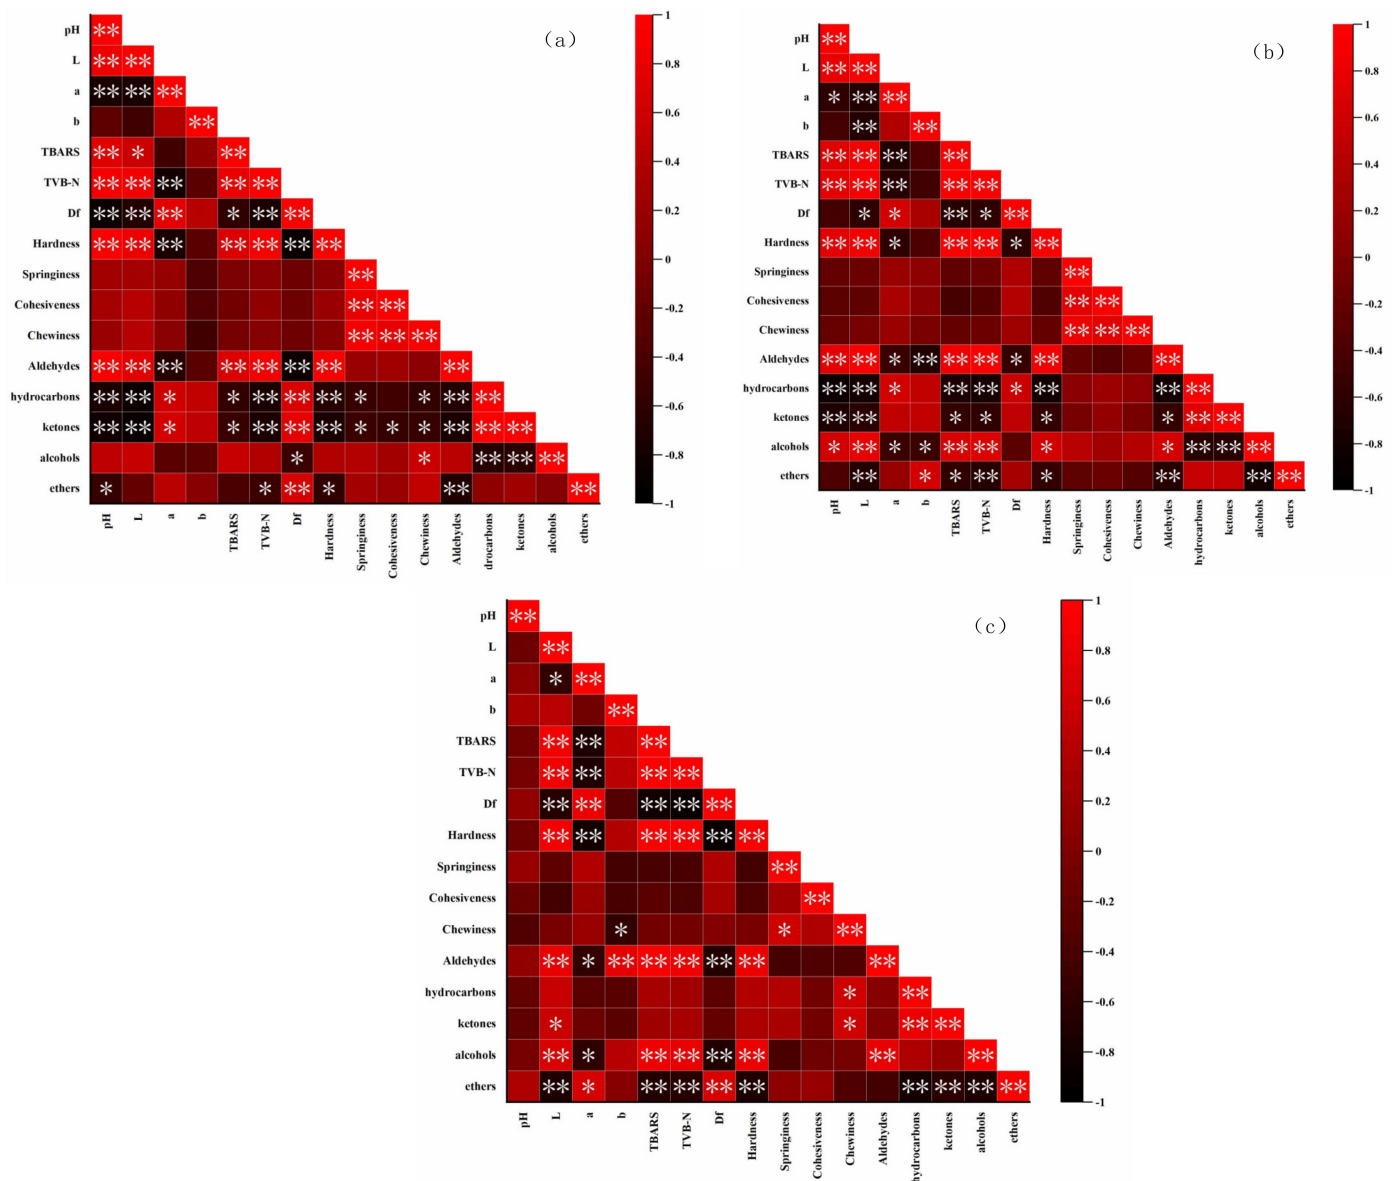 (a)
pH **
L ** **
a ** ** **
b **
TBARS ** * **
TVB-N ** ** ** ** **
Df ** ** ** * ** **
Hardness ** ** ** ** ** ** **
Springiness **
Cohesiveness ** **
Chewiness ** ** **
Aldehydes ** ** ** ** ** ** ** **
hydrocarbons ** ** * * ** ** ** * * ** **
ketones ** ** * * ** ** ** * * * ** ** **
alcohols * * ** ** **
ethers * * ** * ** **
pH L a b TBARS TVB-N Df Hardness Springiness Cohesiveness Chewiness Aldehydes drocarbons ketones alcohols ethers
1
0.8
0.6
0.4
0.2
0
-0.2
-0.4
-0.6
-0.8
-1
(b)
pH **
L ** **
a * ** **
b ** **
TBARS ** ** ** **
TVB-N ** ** ** ** **
Df * * ** * **
Hardness ** ** * ** ** * **
Springiness **
Cohesiveness ** **
Chewiness ** ** **
Aldehydes ** ** * ** ** ** * ** **
hydrocarbons ** ** * ** ** * ** ** **
ketones ** ** * * * * ** **
alcohols * ** * * ** ** * * ** ** **
ethers ** * * ** * ** ** **
pH L a b TBARS TVB-N Df Hardness Springiness Cohesiveness Chewiness Aldehydes hydrocarbons ketones alcohols ethers
1
0.8
0.6
0.4
0.2
0
-0.2
-0.4
-0.6
-0.8
-1
(c)
pH **
L **
a * **
b **
TBARS ** ** **
TVB-N ** ** ** **
Df ** ** ** ** **
Hardness ** ** ** ** ** **
Springiness **
Cohesiveness **
Chewiness * * **
Aldehydes ** * ** ** ** ** ** **
hydrocarbons * **
ketones * * ** **
alcohols ** * ** ** ** ** ** **
ethers ** * ** ** ** ** ** ** ** **
pH L a b TBARS TVB-N Df Hardness Springiness Cohesiveness Chewiness Aldehydes hydrocarbons ketones alcohols ethers
1
0.8
0.6
0.4
0.2
0
-0.2
-0.4
-0.6
-0.8
-1